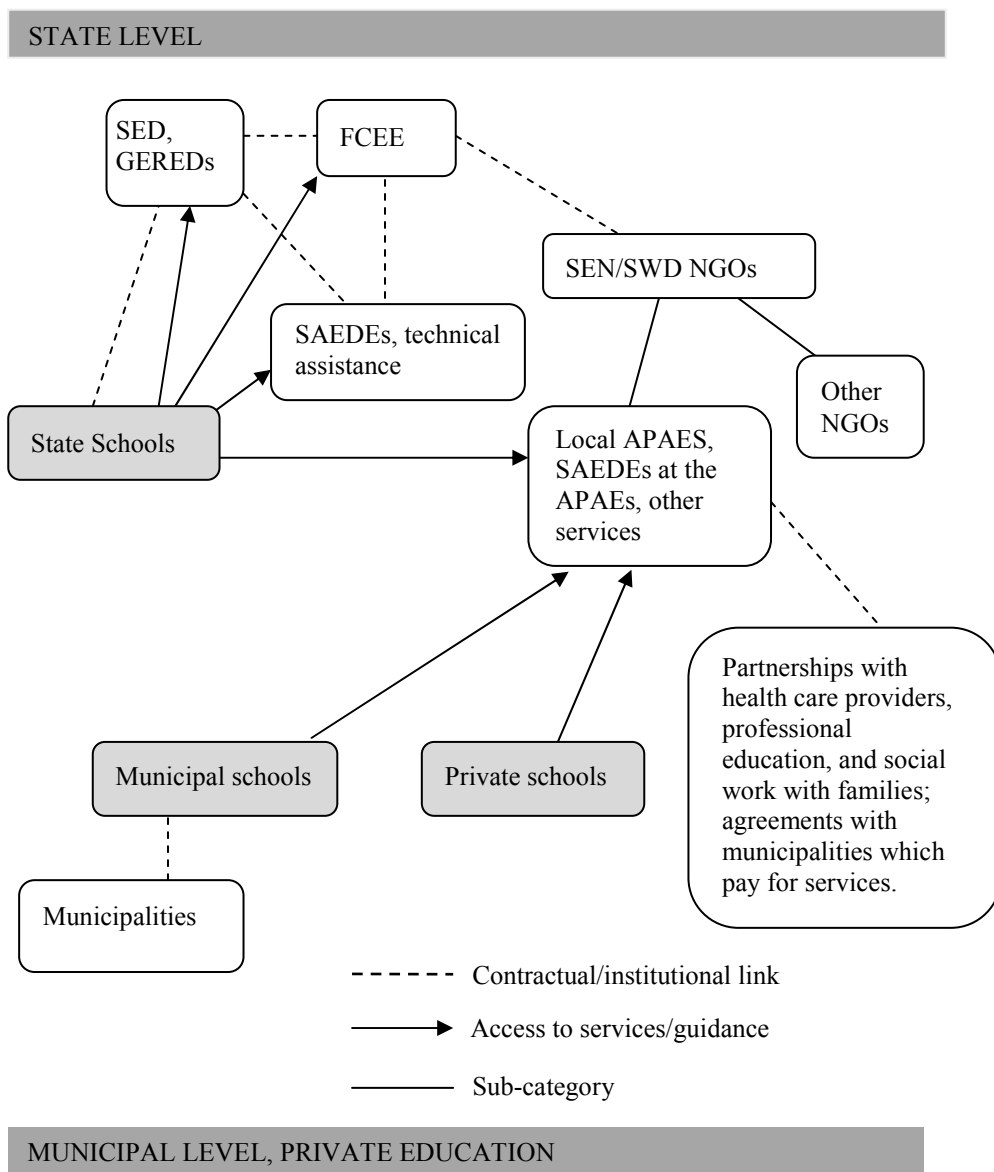 STATE LEVEL
SED,
GEREDs
FCEE
SEN/SWD NGOs
SAEDEs, technical
assistance
Other
NGOs
State Schools
Local APAES,
SAEDEs at the
APAEs, other
services
Partnerships with
health care providers,
professional
education, and social
work with families;
agreements with
municipalities which
pay for services.
Municipal schools
Private schools
Municipalities
Contractual/institutional link
Access to services/guidance
Sub-category
MUNICIPAL LEVEL, PRIVATE EDUCATION